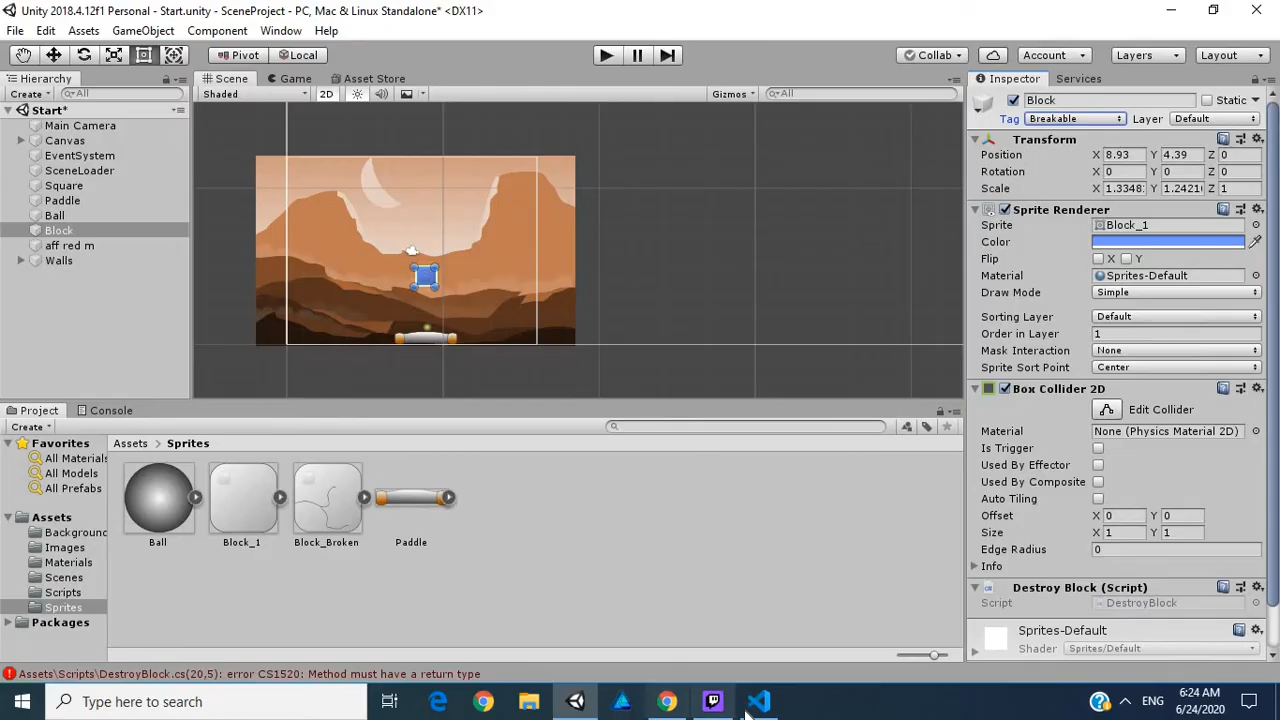 Unity 2018.4.12f1 Personal - Start.unity - SceneProject - PC, Mac & Linux Standalone* <DX11>
File Edit Assets GameObject Component Window Help
Pivot Local Collab Account Layers Layout
Hierarchy
Create All
Start*
Main Camera
Canvas
EventSystem
SceneLoader
Square
Paddle
Ball
Block
aff red m
Walls
Scene Game Asset Store
Shaded 2D Gizmos All
Inspector Services
Block Static
Tag Breakable Layer Default
Transform
Position X 8.93 Y 4.39 Z 0
Rotation X 0 Y 0 Z 0
Scale X 1.3348 Y 1.2421 Z 1
Sprite Renderer
Sprite Block_1
Color
Flip X Y
Material Sprites-Default
Draw Mode Simple
Sorting Layer Default
Order in Layer 1
Mask Interaction None
Sprite Sort Point Center
Box Collider 2D
Edit Collider
Material None (Physics Material 2D)
Is Trigger
Used By Effector
Used By Composite
Auto Tiling
Offset X 0 Y 0
Size X 1 Y 1
Edge Radius 0
Info
Destroy Block (Script)
Script DestroyBlock
Sprites-Default
Shader Sprites/Default
Project Console
Create
Favorites
All Materials
All Models
All Prefabs
Assets
Background
Images
Materials
Scenes
Scripts
Sprites
Packages
Assets > Sprites
Ball Block_1 Block_Broken Paddle
Assets\Scripts\DestroyBlock.cs(20,5): error CS1520: Method must have a return type
Type here to search
ENG
6:24 AM
6/24/2020